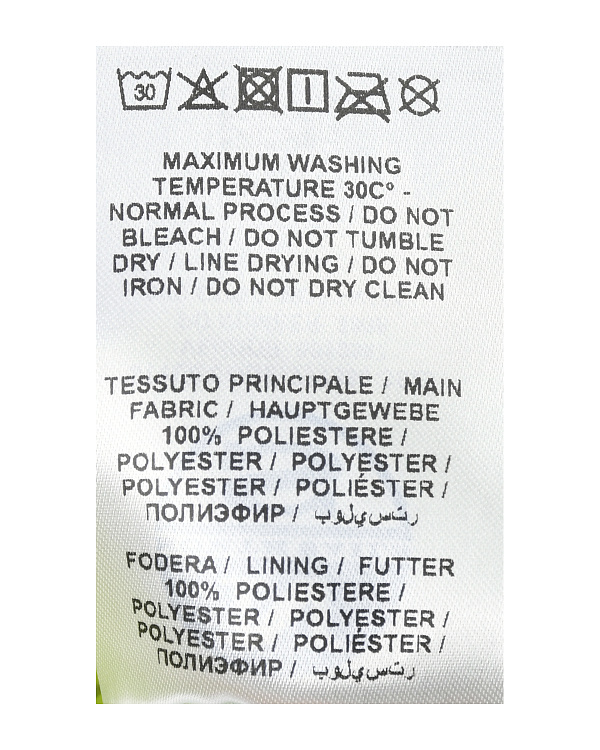 30
MAXIMUM WASHING
TEMPERATURE 30Cº -
NORMAL PROCESS / DO NOT
BLEACH / DO NOT TUMBLE
DRY / LINE DRYING / DO NOT
IRON / DO NOT DRY CLEAN
TESSUTO PRINCIPALE / MAIN
FABRIC / HAUPTGEWEBE
100% POLIESTERE /
POLYESTER / POLYESTER /
POLYESTER / POLIÉSTER /
ПОЛИЭФИР / بوليستر
FODERA / LINING / FUTTER
100% POLIESTERE /
POLYESTER / POLYESTER /
POLYESTER / POLIÉSTER /
ПОЛИЭФИР / بوليستر